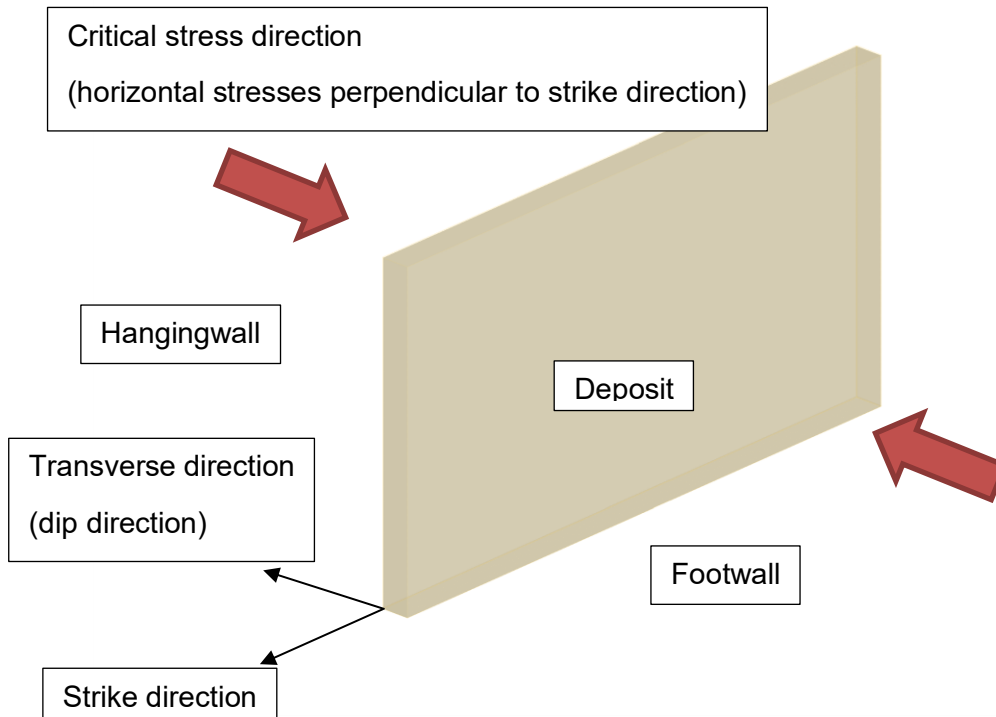 Critical stress direction
(horizontal stresses perpendicular to strike direction)
Hangingwall
Deposit
Transverse direction
(dip direction)
Footwall
Strike direction